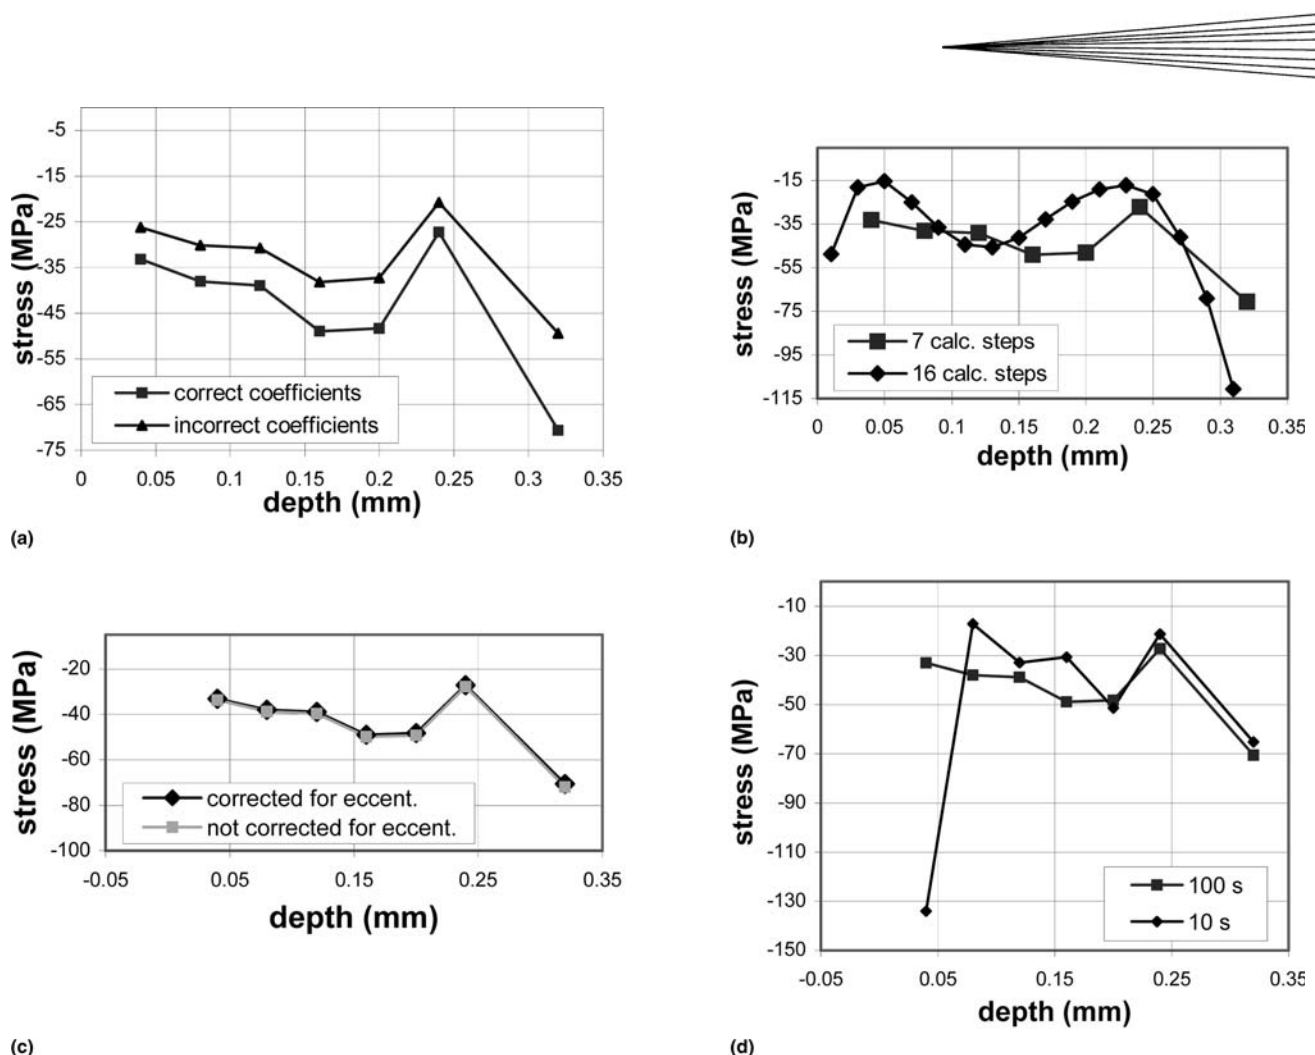 -5
-15
-25
-35
-45
-55
-65
-75
stress (MPa)
correct coefficients
incorrect coefficients
0 0.05 0.1 0.15 0.2 0.25 0.3 0.35
depth (mm)
(a)
-15
-35
-55
-75
-95
-115
stress (MPa)
7 calc. steps
16 calc. steps
0 0.05 0.1 0.15 0.2 0.25 0.3 0.35
depth (mm)
(b)
-20
-40
-60
-80
-100
stress (MPa)
corrected for eccent.
not corrected for eccent.
-0.05 0.05 0.15 0.25 0.35
depth (mm)
(c)
-10
-30
-50
-70
-90
-110
-130
-150
stress (MPa)
100 s
10 s
-0.05 0.05 0.15 0.25 0.35
depth (mm)
(d)